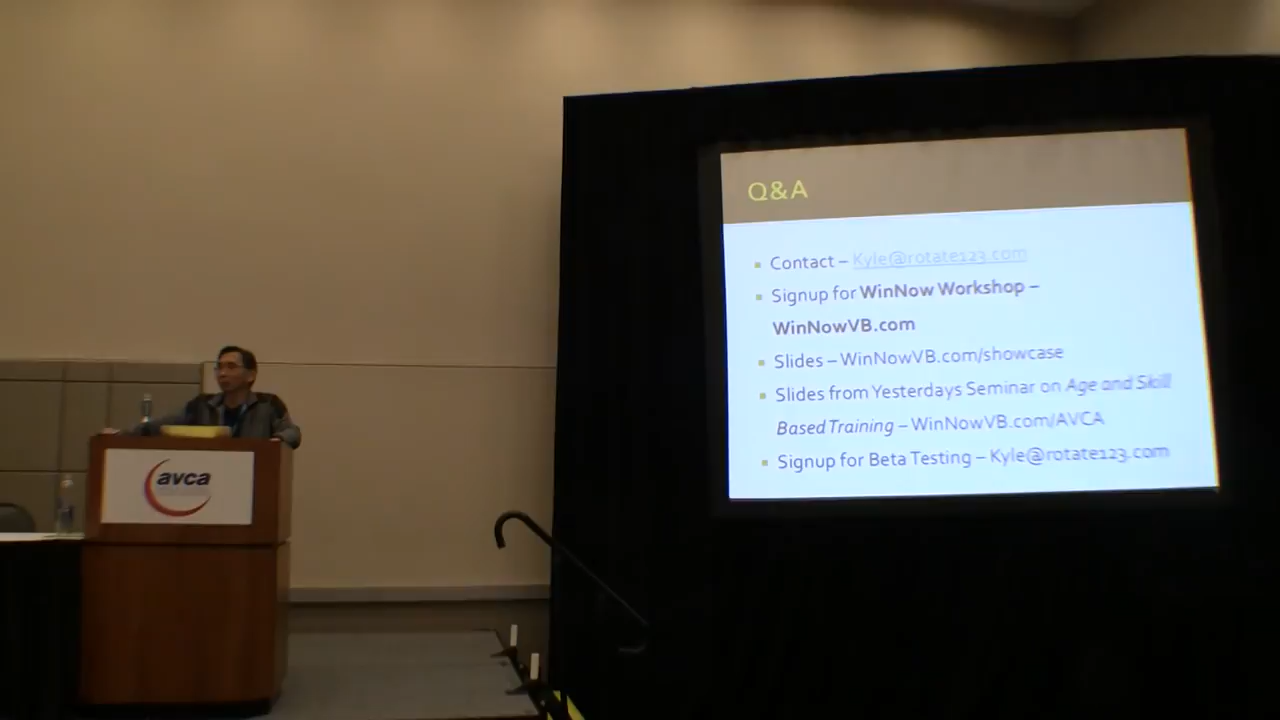 Q&A
Contact – Kyle@rotate123.com
Signup for WinNow Workshop –
WinNowVB.com
Slides – WinNowVB.com/showcase
Slides from Yesterdays Seminar on Age and Skill
Based Training – WinNowVB.com/AVCA
Signup for Beta Testing – Kyle@rotate123.com
avca